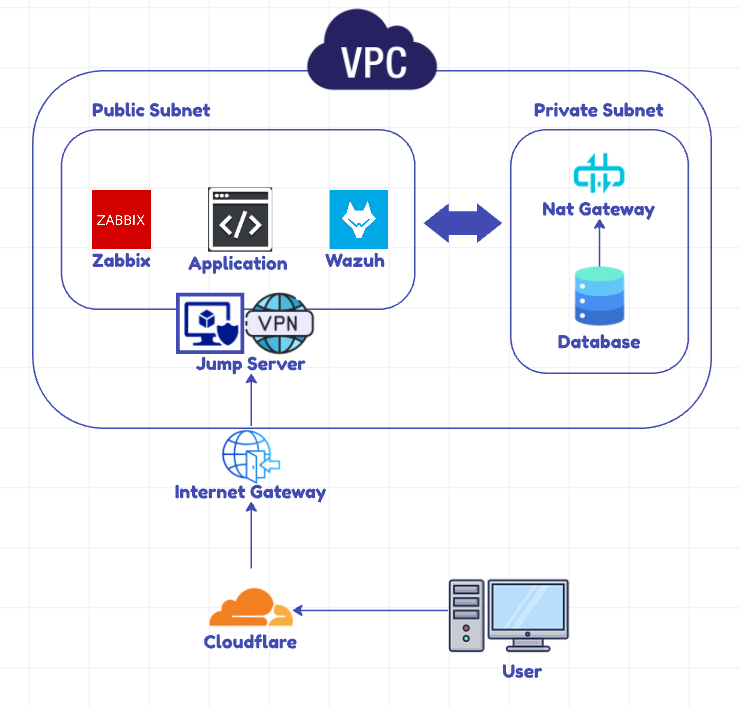 VPC
Public Subnet
Private Subnet
ZABBIX
Zabbix
Application
Wazuh
Nat Gateway
Database
VPN
Jump Server
Internet Gateway
Cloudflare
User